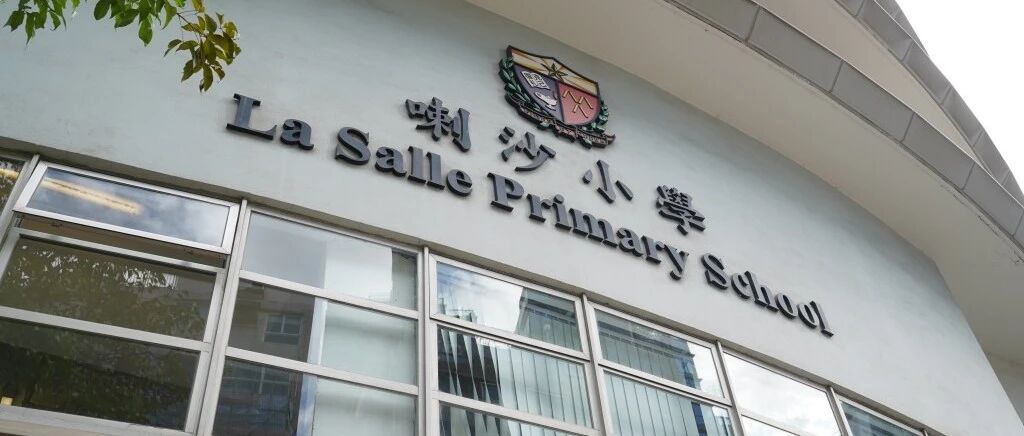 喇沙小學
La Salle Primary School